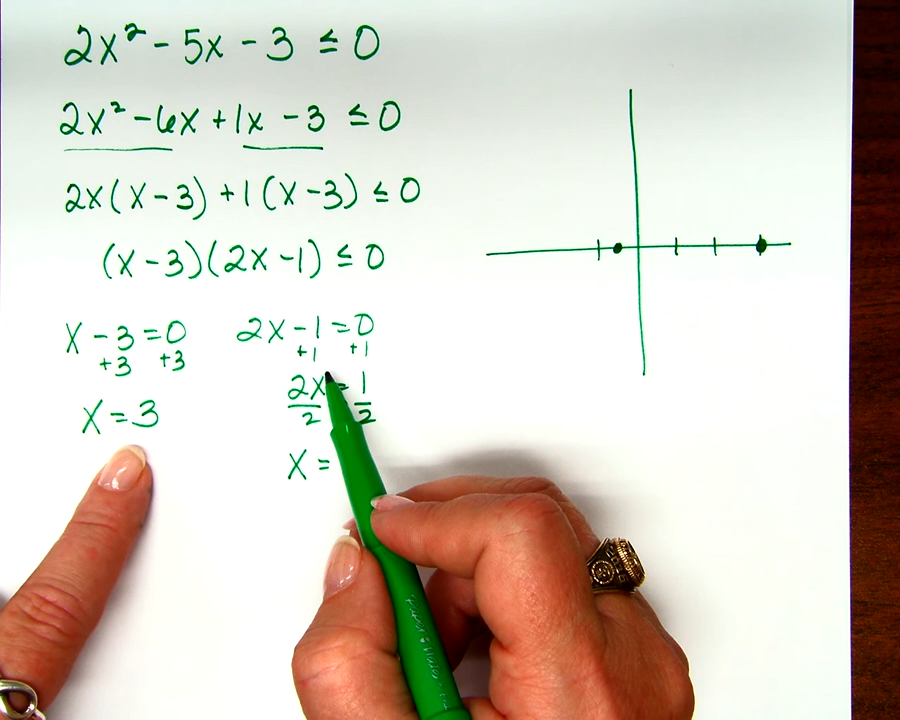 2x² - 5x - 3 ≤ 0
2x² - 6x + 1x - 3 ≤ 0
2x(x - 3) + 1(x - 3) ≤ 0
(x - 3)(2x - 1) ≤ 0
x - 3 = 0 2x - 1 = 0
+3 +3 +1 +1
2x = 1
2 2
x = 3
x =